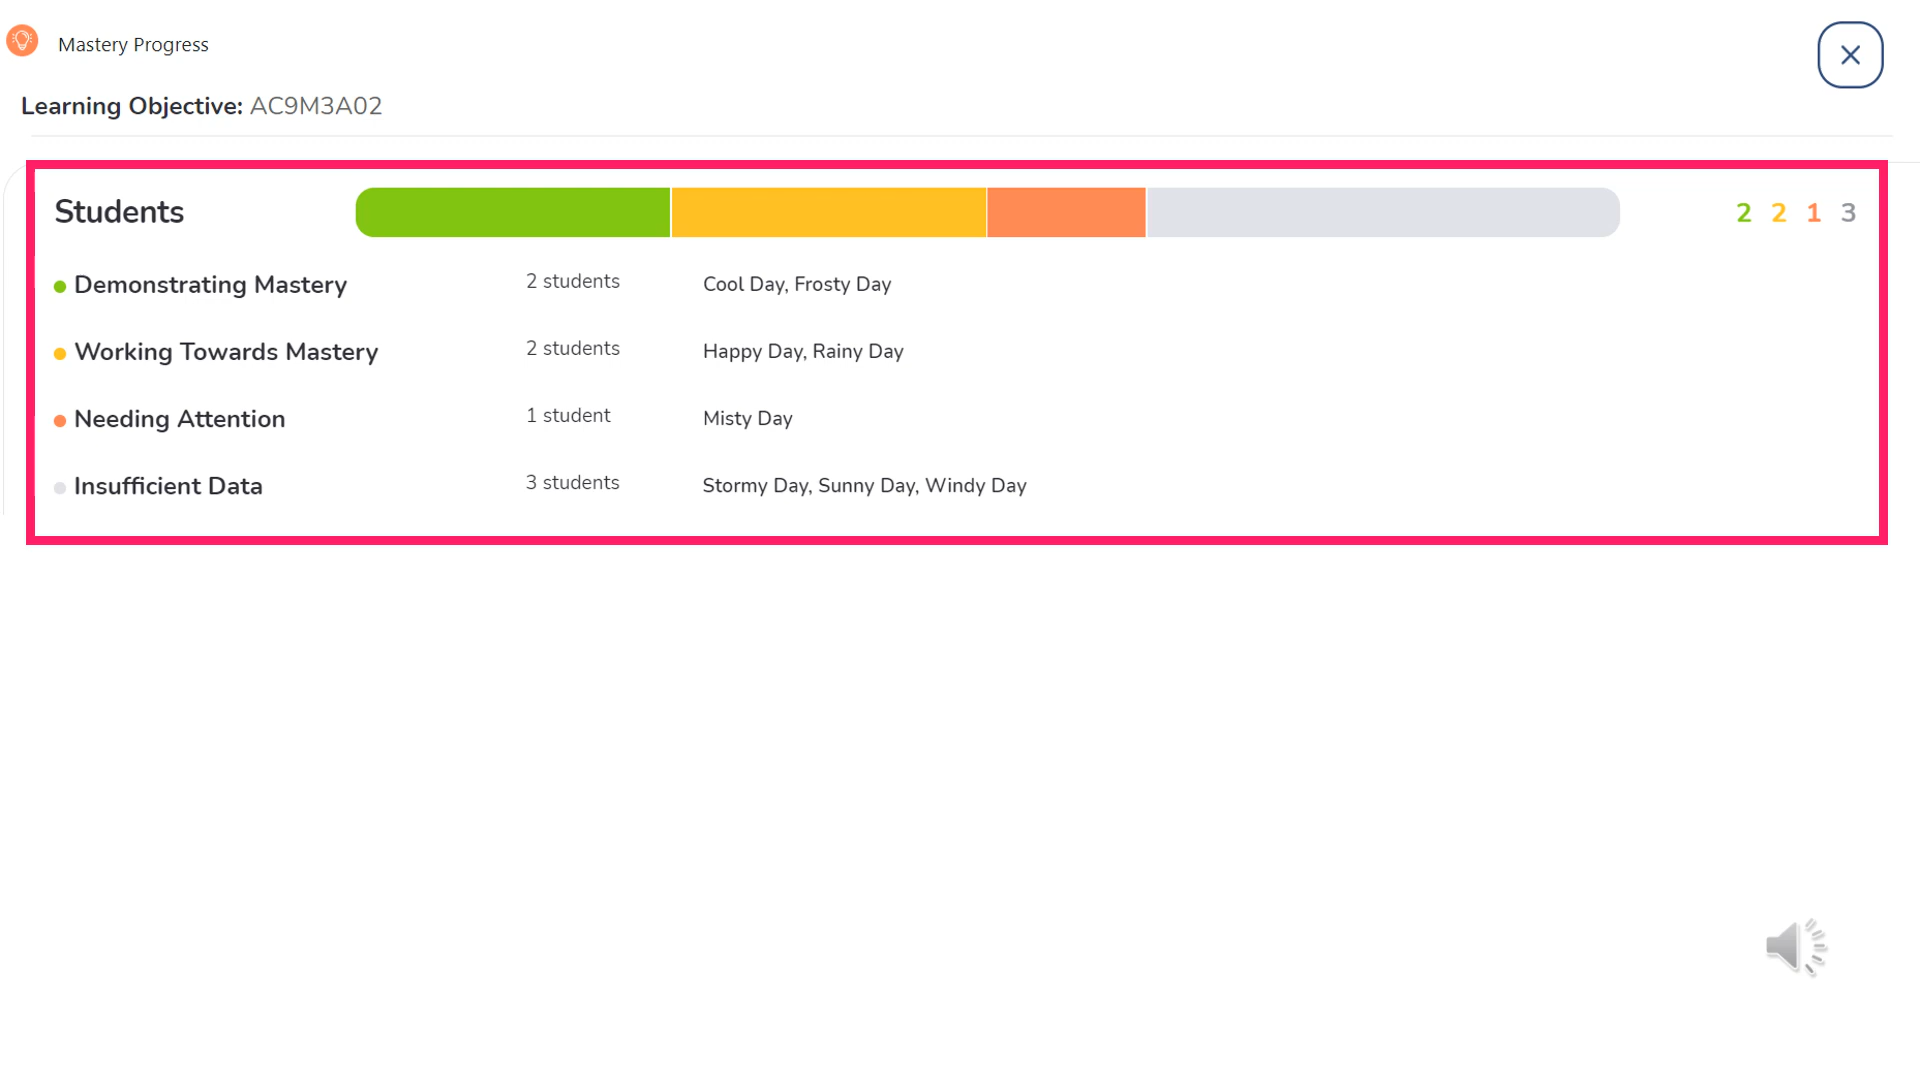 Mastery Progress
Learning Objective: AC9M3A02
Students 2 2 1 3
Demonstrating Mastery 2 students Cool Day, Frosty Day
Working Towards Mastery 2 students Happy Day, Rainy Day
Needing Attention 1 student Misty Day
Insufficient Data 3 students Stormy Day, Sunny Day, Windy Day